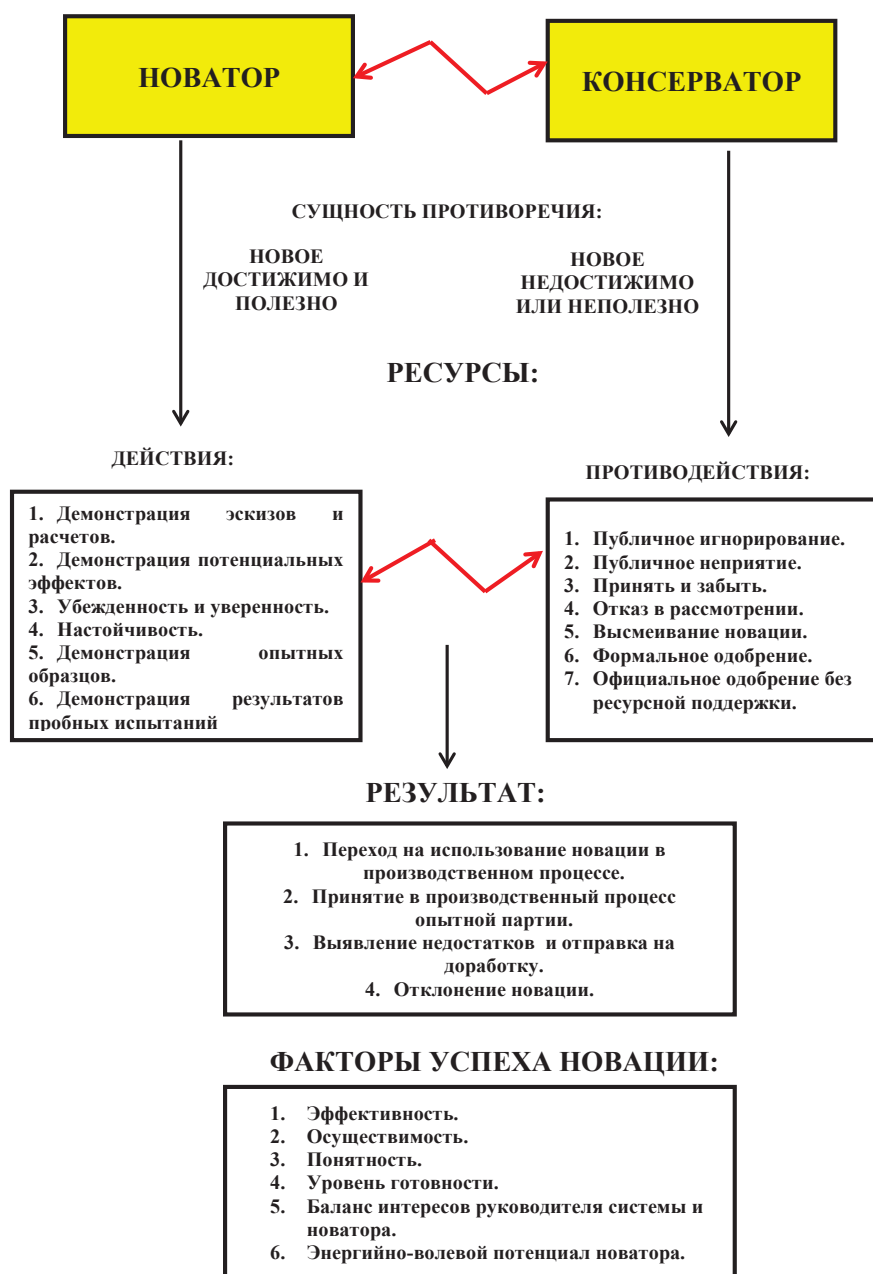 НОВАТОР
КОНСЕРВАТОР
СУЩНОСТЬ ПРОТИВОРЕЧИЯ:
НОВОЕ
ДОСТИЖИМО И
ПОЛЕЗНО
НОВОЕ
НЕДОСТИЖИМО
ИЛИ НЕПОЛЕЗНО
РЕСУРСЫ:
ДЕЙСТВИЯ:
1. Демонстрация эскизов и
расчетов.
2. Демонстрация потенциальных
эффектов.
3. Убежденность и уверенность.
4. Настойчивость.
5. Демонстрация опытных
образцов.
6. Демонстрация результатов
пробных испытаний
ПРОТИВОДЕЙСТВИЯ:
1. Публичное игнорирование.
2. Публичное неприятие.
3. Принять и забыть.
4. Отказ в рассмотрении.
5. Высмеивание новации.
6. Формальное одобрение.
7. Официальное одобрение без
ресурсной поддержки.
РЕЗУЛЬТАТ:
1. Переход на использование новации в
производственном процессе.
2. Принятие в производственный процесс
опытной партии.
3. Выявление недостатков и отправка на
доработку.
4. Отклонение новации.
ФАКТОРЫ УСПЕХА НОВАЦИИ:
1. Эффективность.
2. Осуществимость.
3. Понятность.
4. Уровень готовности.
5. Баланс интересов руководителя системы и
новатора.
6. Энергийно-волевой потенциал новатора.